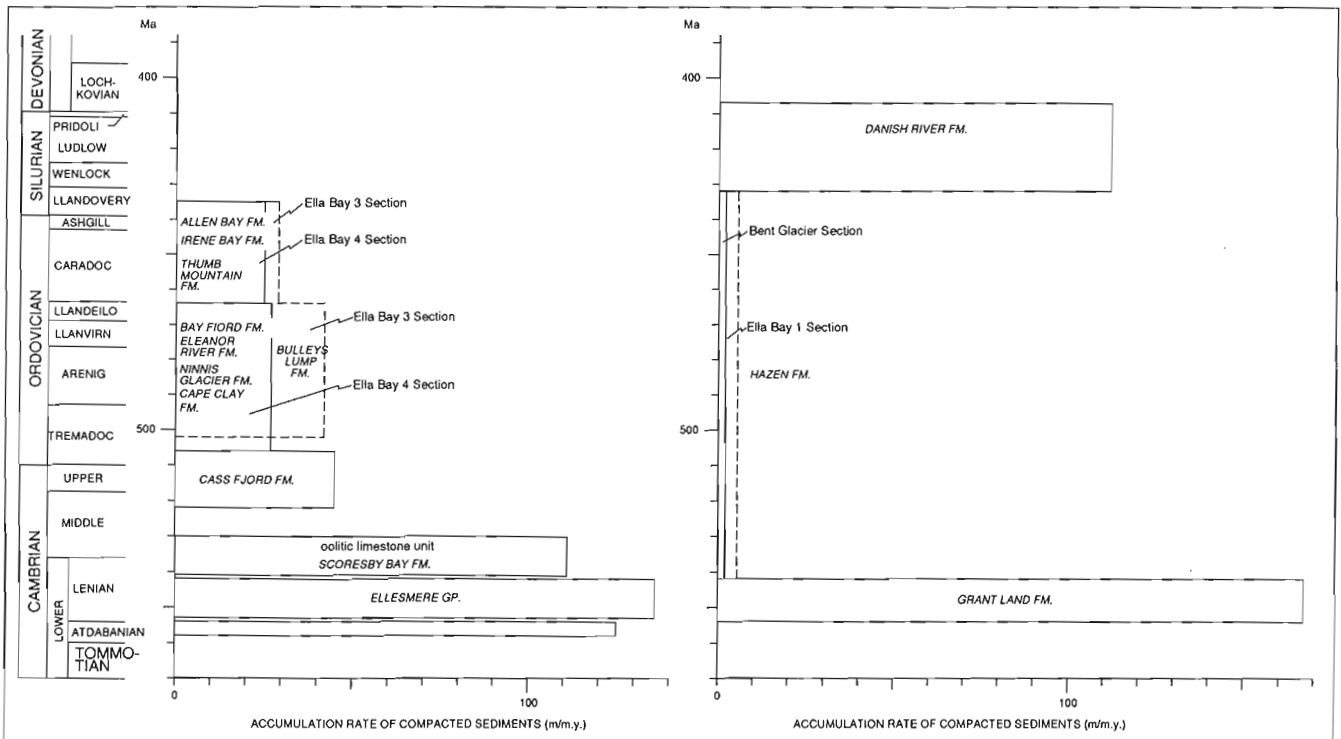 Ma
400
500
DEVONIAN
SILURIAN
ORDOVICIAN
CAMBRIAN
LOWER
LOCH-
KOVIAN
PRIDOLI
LUDLOW
WENLOCK
LLANDOVERY
ASHGILL
CARADOC
LLANDEILO
LLANVIRN
ARENIG
TREMADOC
UPPER
MIDDLE
LENIAN
ATDABANIAN
TOMMO-
TIAN
ALLEN BAY FM.
IRENE BAY FM.
THUMB
MOUNTAIN
FM.
Ella Bay 3 Section
Ella Bay 4 Section
BAY FIORD FM.
ELEANOR
RIVER FM.
NINNIS
GLACIER FM.
CAPE CLAY
FM.
BULLEYS
LUMP
FM.
Ella Bay 3 Section
Ella Bay 4 Section
CASS FJORD FM.
oolitic limestone unit
SCORESBY BAY FM.
ELLESMERE GP.
0
100
ACCUMULATION RATE OF COMPACTED SEDIMENTS (m/m.y.)
Ma
400
500
DANISH RIVER FM.
Bent Glacier Section
Ella Bay 1 Section
HAZEN FM.
GRANT LAND FM.
0
100
ACCUMULATION RATE OF COMPACTED SEDIMENTS (m/m.y.)